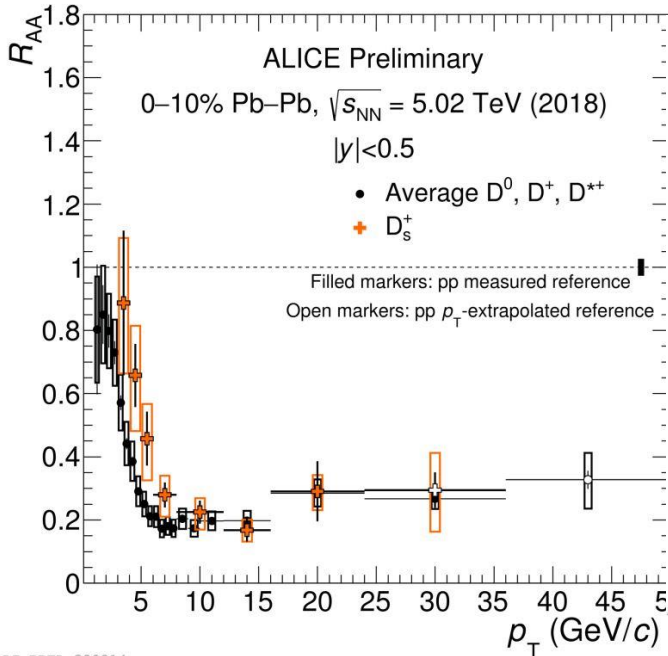 R_AA
1.8
1.6
1.4
1.2
1
0.8
0.6
0.4
0.2
0
ALICE Preliminary
0–10% Pb–Pb, √s_NN = 5.02 TeV (2018)
|y|<0.5
Average D⁰, D⁺, D*⁺
D_s⁺
Filled markers: pp measured reference
Open markers: pp p_T-extrapolated reference
5 10 15 20 25 30 35 40 45 5
p_T (GeV/c)